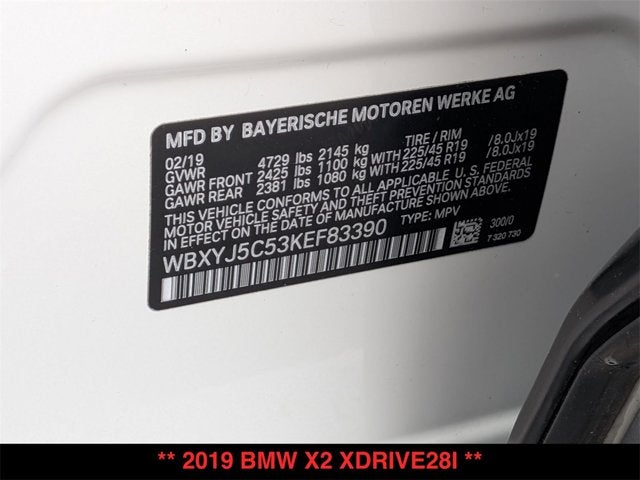 MFD BY BAYERISCHE MOTOREN WERKE AG
02/19 TIRE / RIM
GVWR 4729 lbs 2145 kg
GAWR FRONT 2425 lbs 1100 kg WITH 225/45 R19 /8.0Jx19
GAWR REAR 2381 lbs 1080 kg WITH 225/45 R19 /8.0Jx19
THIS VEHICLE CONFORMS TO ALL APPLICABLE U. S. FEDERAL
MOTOR VEHICLE SAFETY AND THEFT PREVENTION STANDARDS
IN EFFECT ON THE DATE OF MANUFACTURE SHOWN ABOVE.
WBXYJ5C53KEF83390 TYPE: MPV 300/0
7 320 730
** 2019 BMW X2 XDRIVE28I **